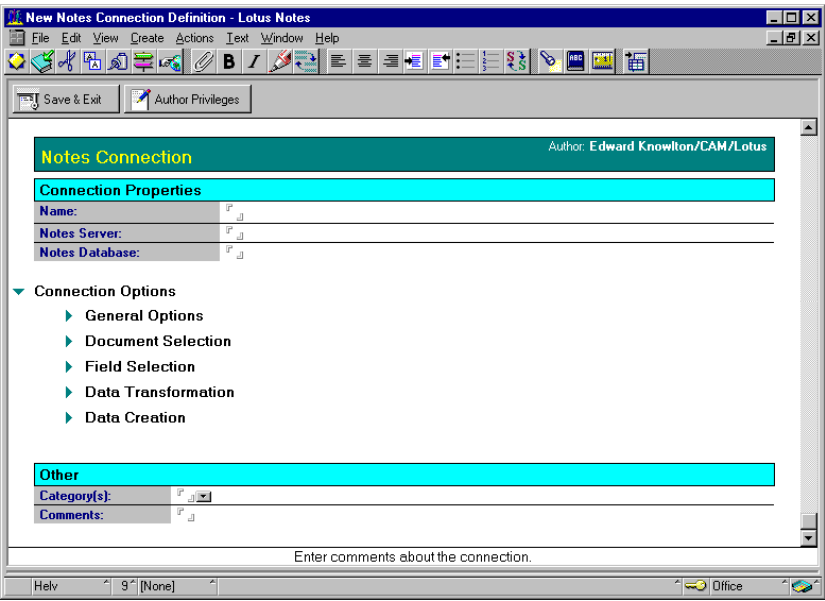 New Notes Connection Definition - Lotus Notes
File Edit View Create Actions Text Window Help
B I ABC
Save & Exit Author Privileges
Notes Connection Author: Edward Knowlton/CAM/Lotus
Connection Properties
Name:
Notes Server:
Notes Database:
Connection Options
General Options
Document Selection
Field Selection
Data Transformation
Data Creation
Other
Category(s):
Comments:
Enter comments about the connection.
Helv 9 [None] Office